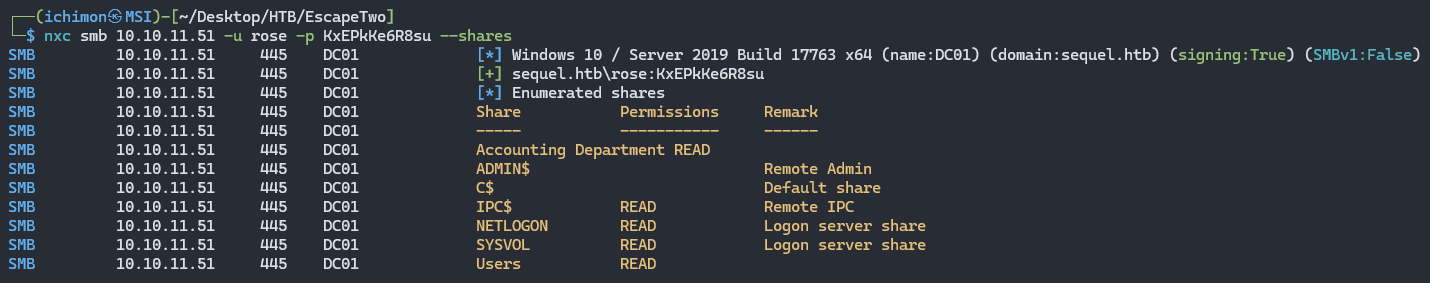 ┌──(ichimon㉿MSI)-[~/Desktop/HTB/EscapeTwo]
└─$ nxc smb 10.10.11.51 -u rose -p KxEPkKe6R8su --shares
SMB         10.10.11.51     445    DC01             [*] Windows 10 / Server 2019 Build 17763 x64 (name:DC01) (domain:sequel.htb) (signing:True) (SMBv1:False)
SMB         10.10.11.51     445    DC01             [+] sequel.htb\rose:KxEPkKe6R8su
SMB         10.10.11.51     445    DC01             [*] Enumerated shares
SMB         10.10.11.51     445    DC01             Share           Permissions     Remark
SMB         10.10.11.51     445    DC01             -----           -----------     ------
SMB         10.10.11.51     445    DC01             Accounting Department READ
SMB         10.10.11.51     445    DC01             ADMIN$                          Remote Admin
SMB         10.10.11.51     445    DC01             C$                              Default share
SMB         10.10.11.51     445    DC01             IPC$            READ            Remote IPC
SMB         10.10.11.51     445    DC01             NETLOGON        READ            Logon server share
SMB         10.10.11.51     445    DC01             SYSVOL          READ            Logon server share
SMB         10.10.11.51     445    DC01             Users           READ